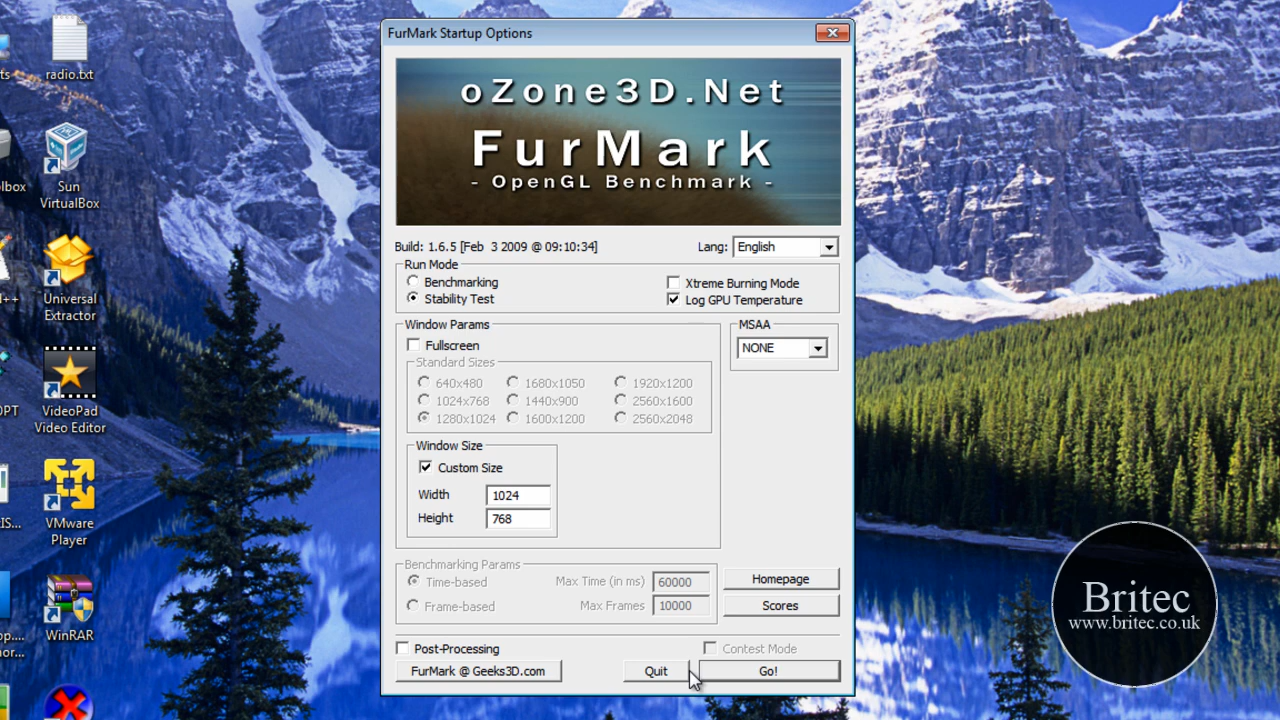 FurMark Startup Options
radio.txt
oZone3D.Net
FurMark
- OpenGL Benchmark -
Sun
VirtualBox
Build: 1.6.5 [Feb 3 2009 @ 09:10:34]
Lang: English
Run Mode
Benchmarking
Xtreme Burning Mode
Stability Test
Log GPU Temperature
Universal
Extractor
Window Params
MSAA
Fullscreen
NONE
Standard Sizes
640x480
1680x1050
1920x1200
1024x768
1440x900
2560x1600
1280x1024
1600x1200
2560x2048
VideoPad
Video Editor
Window Size
Custom Size
Width 1024
Height 768
VMware
Player
Benchmarking Params
Time-based
Max Time (in ms) 60000
Homepage
Frame-based
Max Frames 10000
Scores
Britec
www.britec.co.uk
WinRAR
Post-Processing
Contest Mode
FurMark @ Geeks3D.com
Quit
Go!